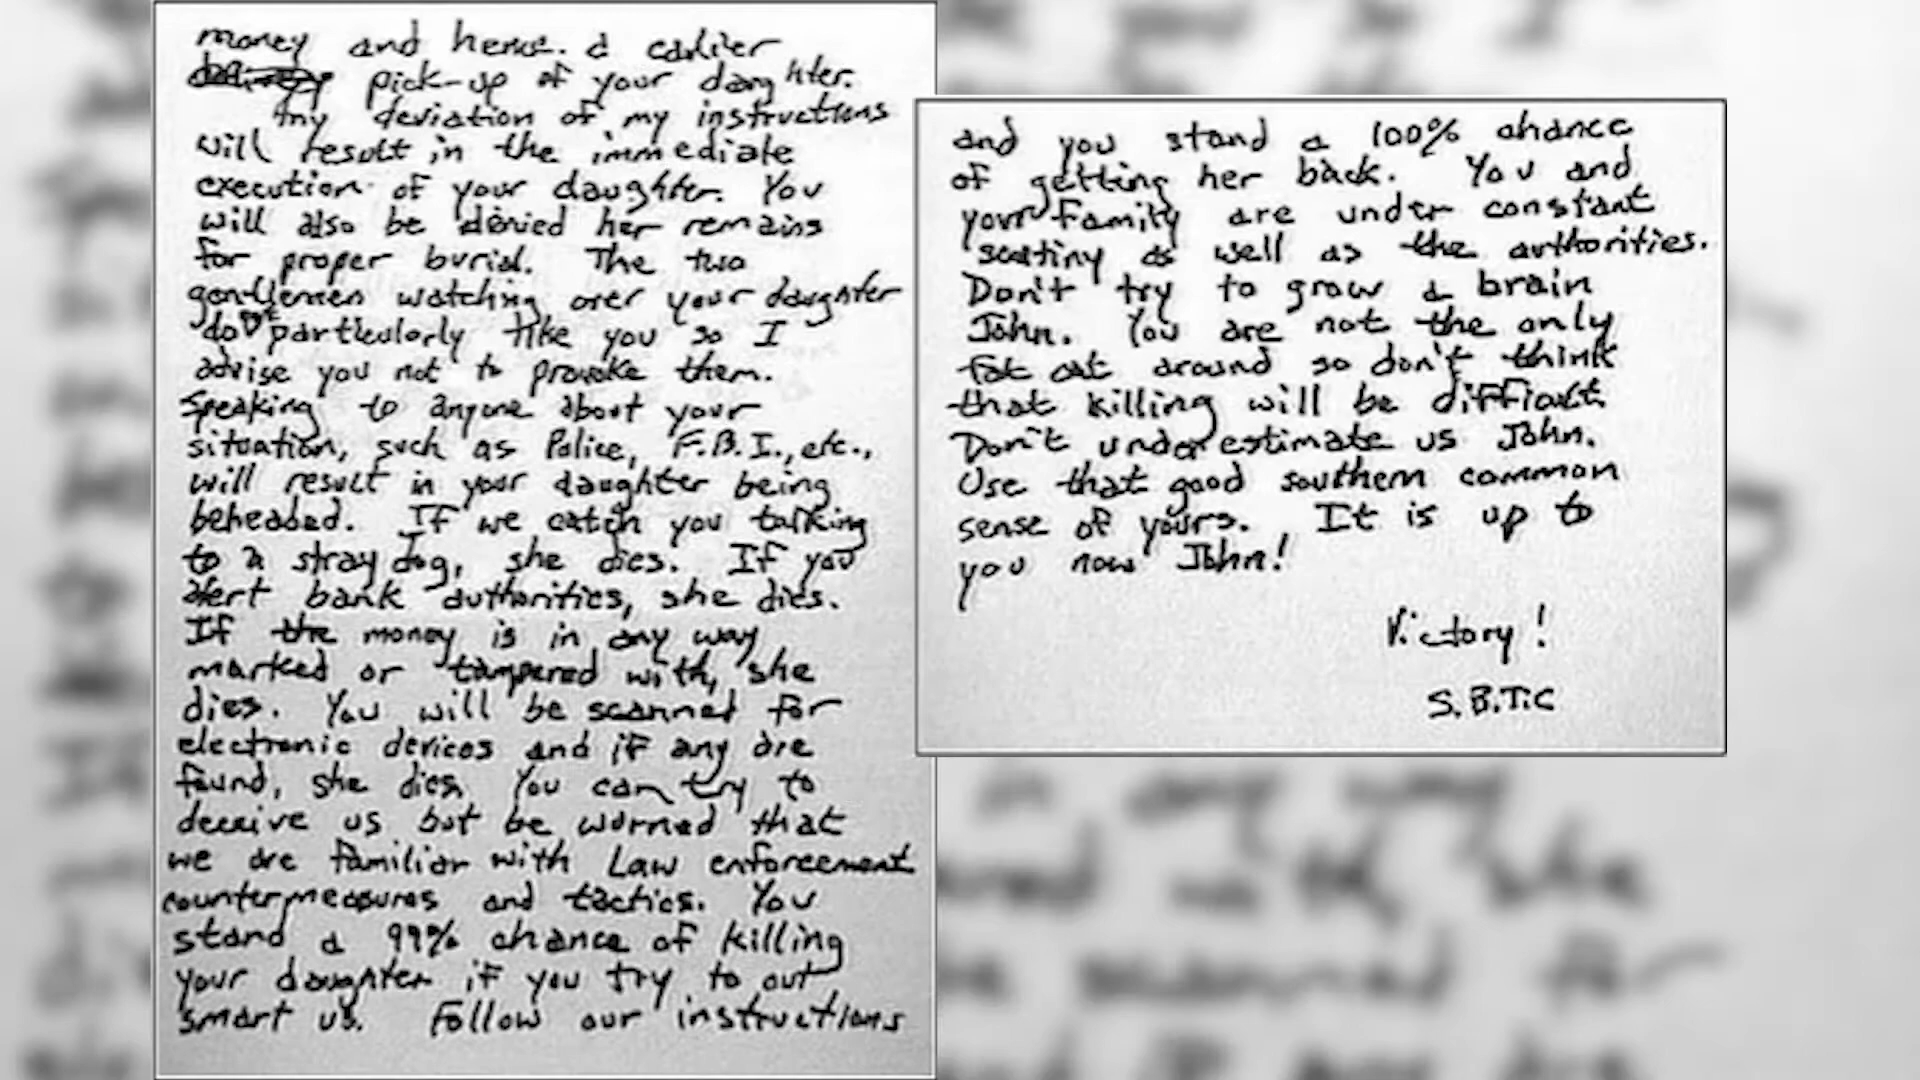 money and hence a earlier
delivery pick-up of your daughter.
Any deviation of my instructions
will result in the immediate
execution of your daughter. You
will also be denied her remains
for proper burial. The two
gentlemen watching over your daughter
do not particularly like you so I
advise you not to provoke them.
Speaking to anyone about your
situation, such as Police, F.B.I., etc.,
will result in your daughter being
beheaded. If we catch you talking
to a stray dog, she dies. If you
alert bank authorities, she dies.
If the money is in any way
marked or tampered with, she
dies. You will be scanned for
electronic devices and if any are
found, she dies. You can try to
deceive us but be warned that
we are familiar with Law enforcement
countermeasures and tactics. You
stand a 99% chance of killing
your daughter if you try to out
smart us. Follow our instructions
and you stand a 100% chance
of getting her back. You and
your family are under constant
scrutiny as well as the authorities.
Don't try to grow a brain
John. You are not the only
fat cat around so don't think
that killing will be difficult.
Don't underestimate us John.
Use that good southern common
sense of yours. It is up to
you now John!
Victory!
S.B.T.C